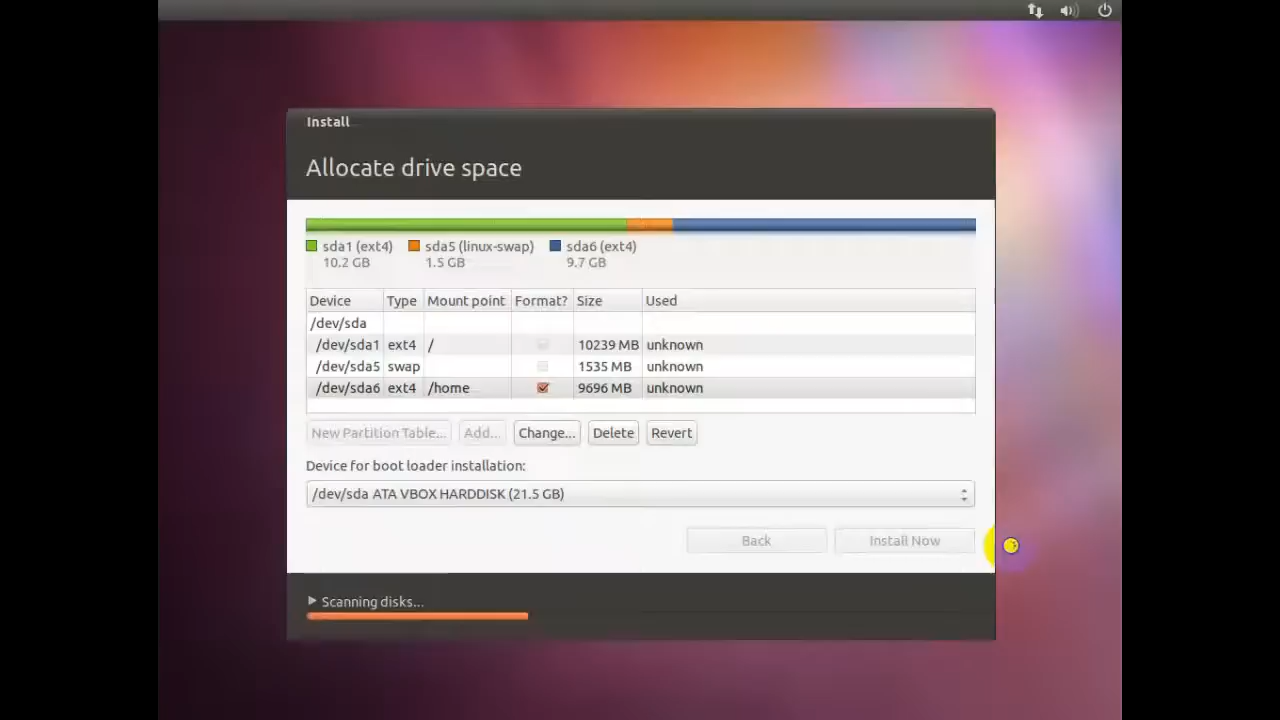 Install
Allocate drive space
sda1 (ext4) sda5 (linux-swap) sda6 (ext4)
10.2 GB 1.5 GB 9.7 GB
Device Type Mount point Format? Size Used
/dev/sda
/dev/sda1 ext4 / 10239 MB unknown
/dev/sda5 swap 1535 MB unknown
/dev/sda6 ext4 /home 9696 MB unknown
New Partition Table... Add... Change... Delete Revert
Device for boot loader installation:
/dev/sda ATA VBOX HARDDISK (21.5 GB)
Back Install Now
Scanning disks...